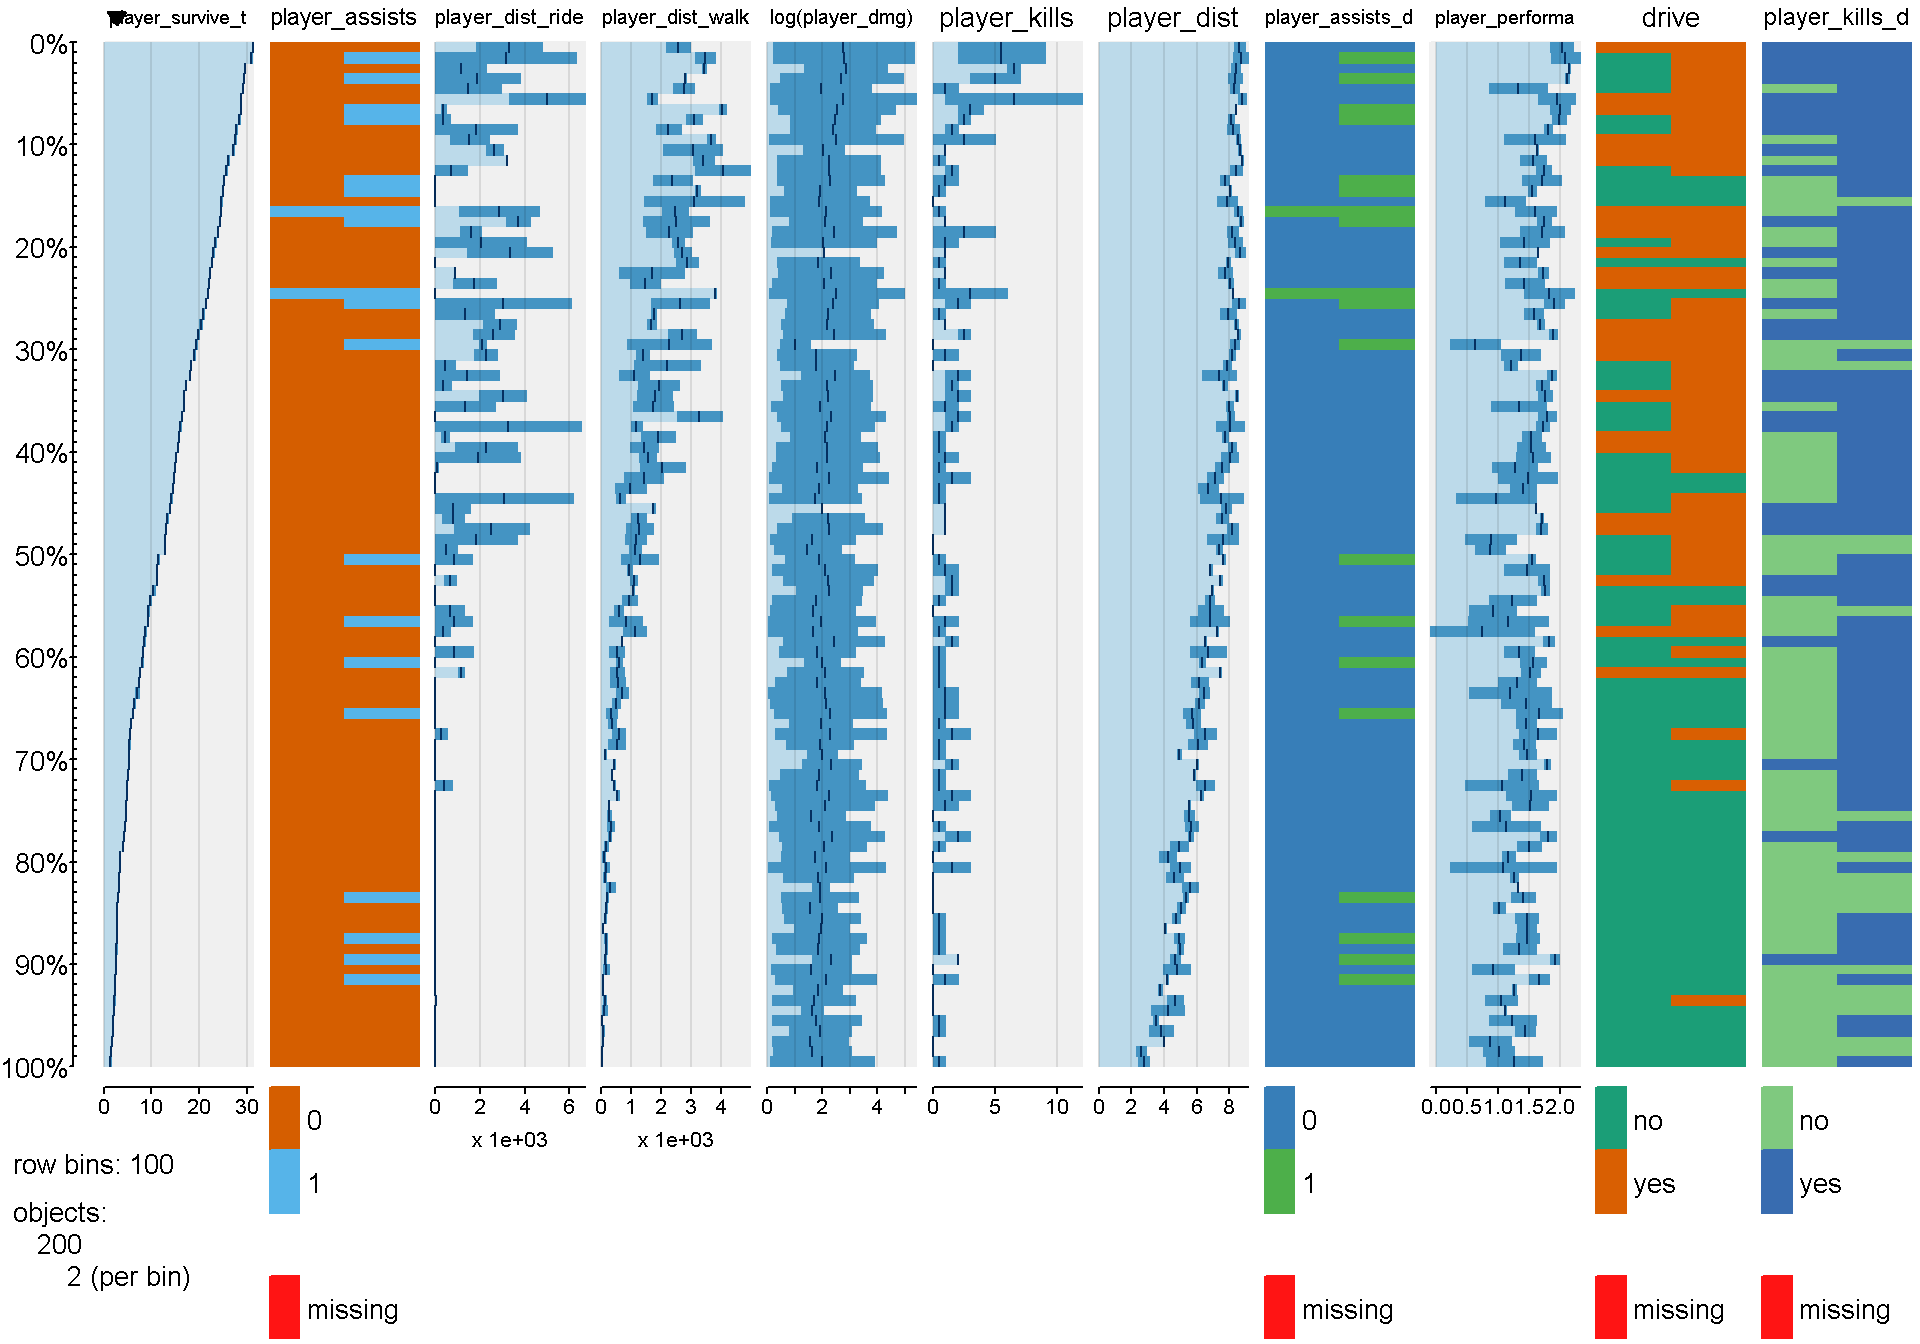 player_survive_t player_assists player_dist_ride player_dist_walk log(player_dmg) player_kills player_dist player_assists_d player_performa drive player_kills_d
0%
10%
20%
30%
40%
50%
60%
70%
80%
90%
100%
0 10 20 30 0 2 4 6 0 1 2 3 4 0 2 4 0 5 10 0 2 4 6 8 0.00.51.01.52.0
x 1e+03 x 1e+03
0 0 no no
row bins: 100
1 1 yes yes
objects:
200
2 (per bin)
missing missing missing missing